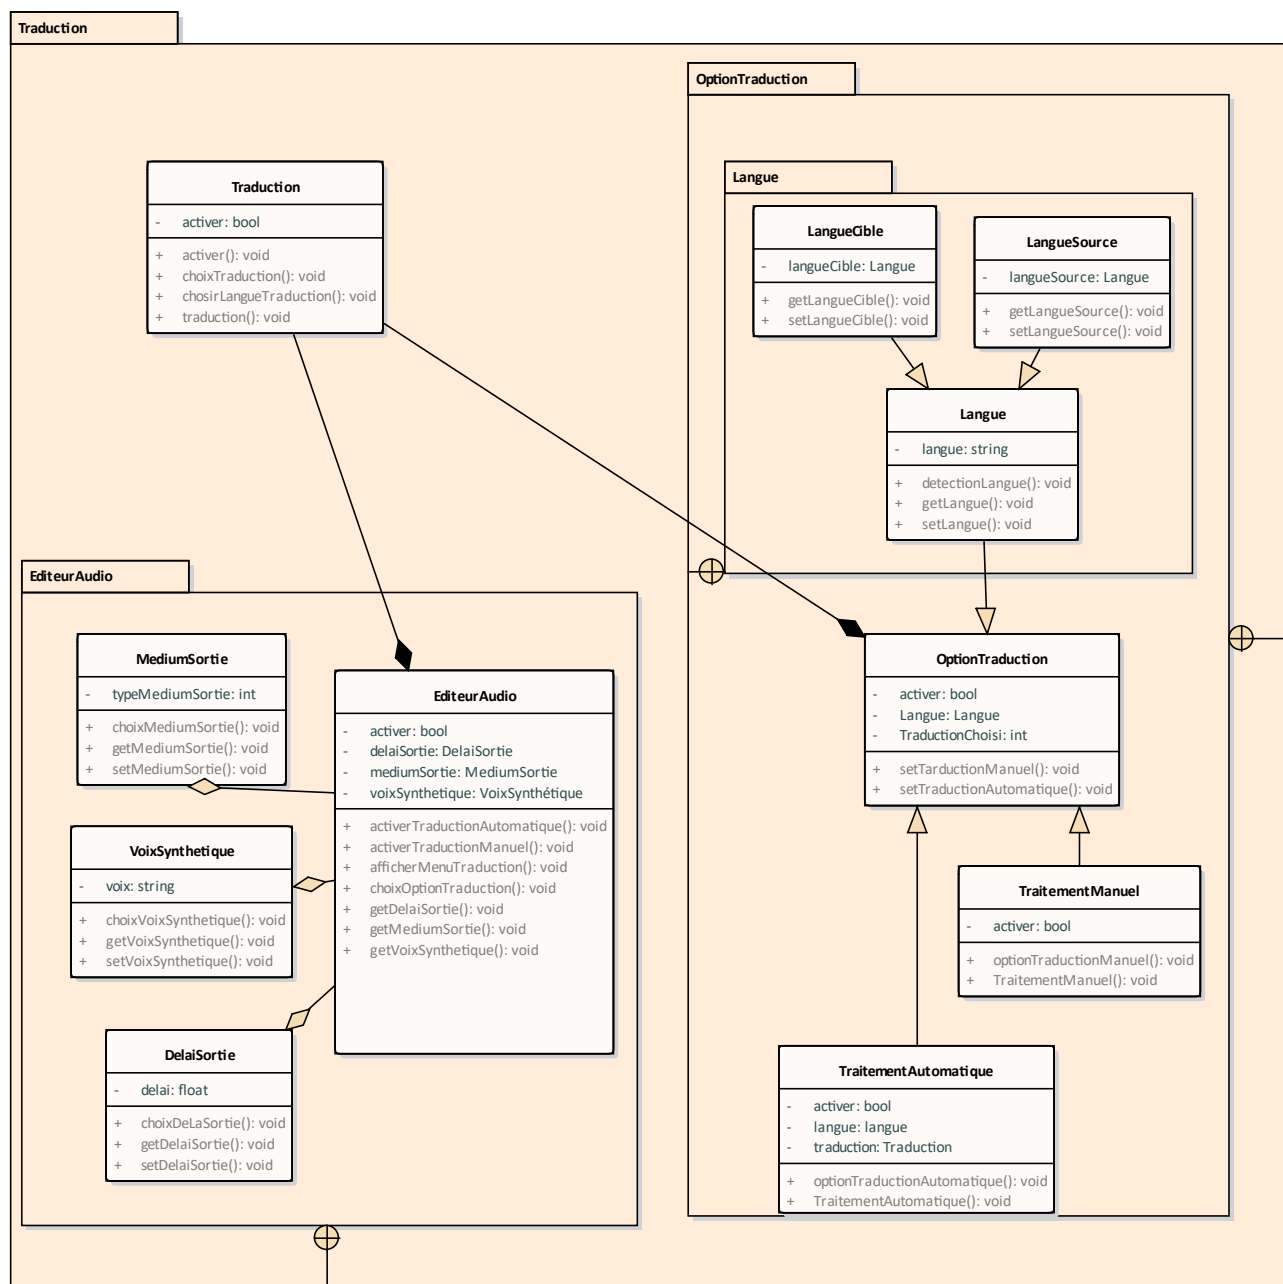 Traduction
OptionTraduction
Traduction
- activer: bool
+ activer(): void
+ choixTraduction(): void
+ chosirLangueTraduction(): void
+ traduction(): void
Langue
LangueCible
- langueCible: Langue
+ getLangueCible(): void
+ setLangueCible(): void
LangueSource
- langueSource: Langue
+ getLangueSource(): void
+ setLangueSource(): void
Langue
- langue: string
+ detectionLangue(): void
+ getLangue(): void
+ setLangue(): void
EditeurAudio
MediumSortie
- typeMediumSortie: int
+ choixMediumSortie(): void
+ getMediumSortie(): void
+ setMediumSortie(): void
EditeurAudio
- activer: bool
- delaiSortie: DelaiSortie
- mediumSortie: MediumSortie
- voixSynthetique: VoixSynthétique
+ activerTraductionAutomatique(): void
+ activerTraductionManuel(): void
+ afficherMenuTraduction(): void
+ choixOptionTraduction(): void
+ getDelaiSortie(): void
+ getMediumSortie(): void
+ getVoixSynthetique(): void
VoixSynthetique
- voix: string
+ choixVoixSynthetique(): void
+ getVoixSynthetique(): void
+ setVoixSynthetique(): void
DelaiSortie
- delai: float
+ choixDeLaSortie(): void
+ getDelaiSortie(): void
+ setDelaiSortie(): void
OptionTraduction
- activer: bool
- Langue: Langue
- TraductionChoisi: int
+ setTarductionManuel(): void
+ setTraductionAutomatique(): void
TraitementManuel
- activer: bool
+ optionTraductionManuel(): void
+ TraitementManuel(): void
TraitementAutomatique
- activer: bool
- langue: langue
- traduction: Traduction
+ optionTraductionAutomatique(): void
+ TraitementAutomatique(): void